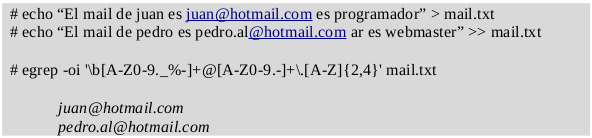 # echo “El mail de juan es juan@hotmail.com es programador” > mail.txt
# echo “El mail de pedro es pedro.al@hotmail.com ar es webmaster” >> mail.txt
# egrep -oi '\b[A-Z0-9._%-]+@[A-Z0-9.-]+\.[A-Z]{2,4}' mail.txt
juan@hotmail.com
pedro.al@hotmail.com